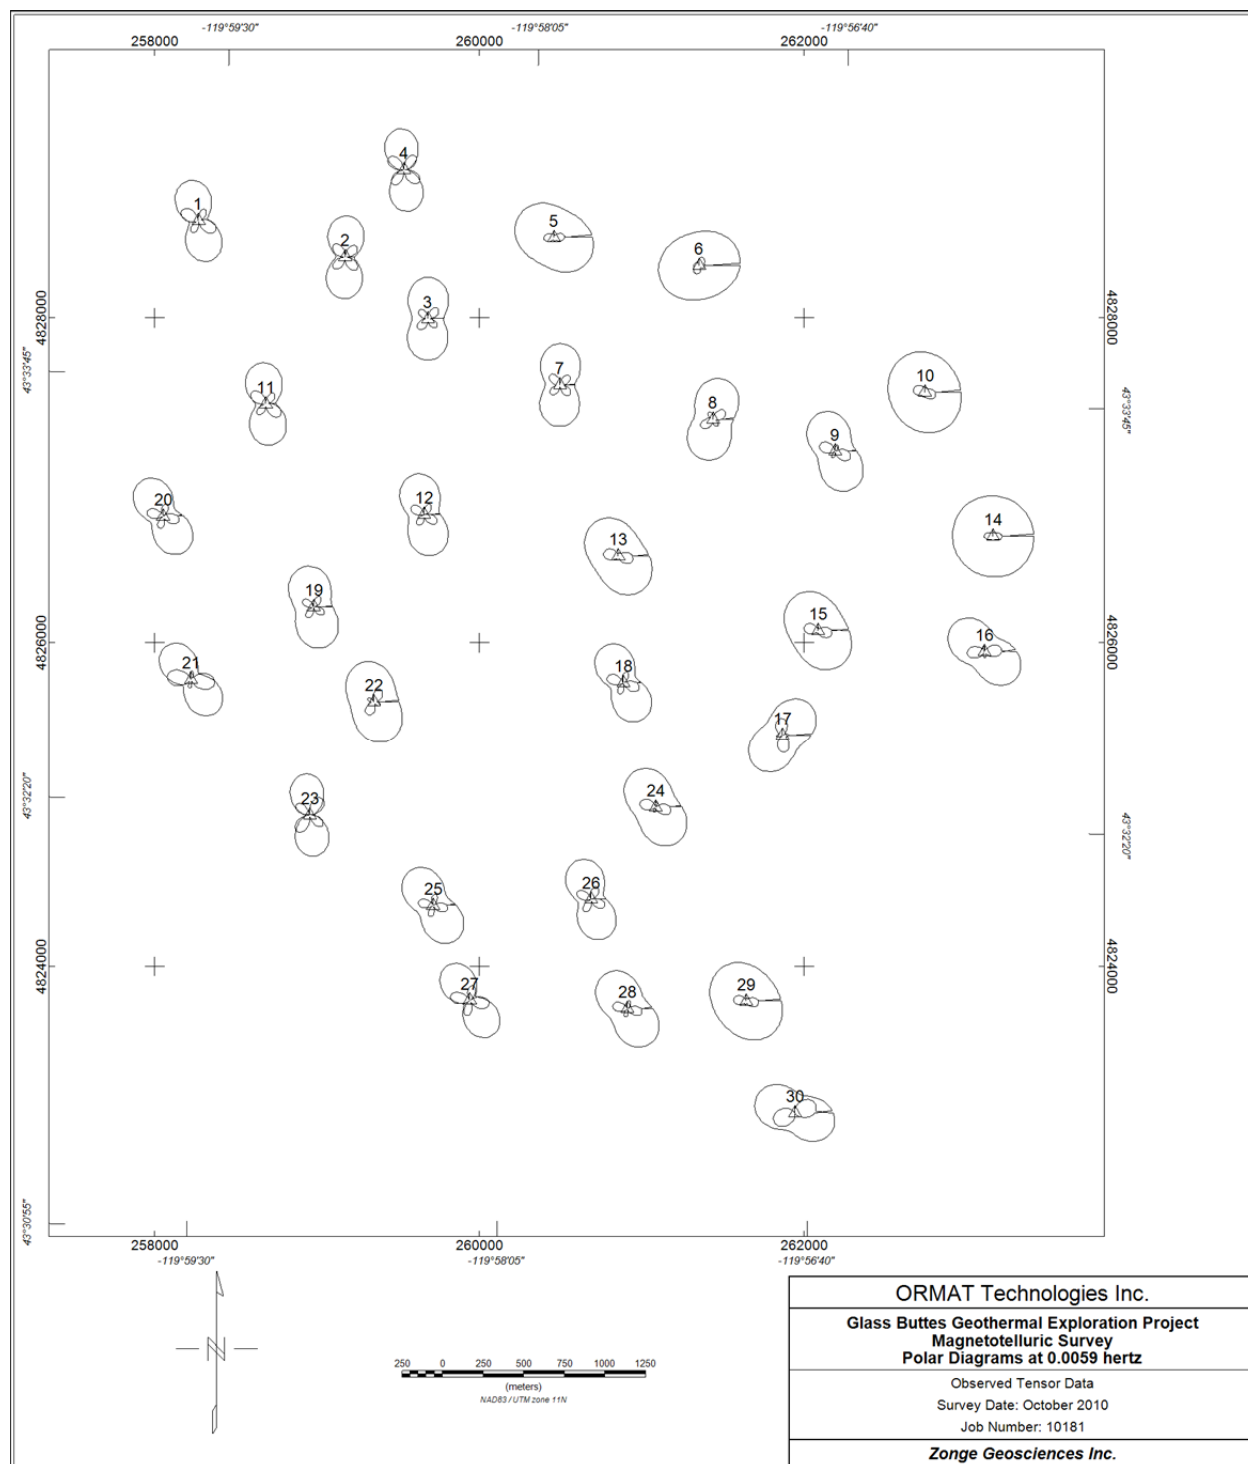 -119°59'30" -119°58'05" -119°56'40"
258000 260000 262000
4
1
5
2
6
3
4828000 4828000
43°33'45"
7
10
11
8
43°33'45"
9
20
12
14
13
19
15
4826000 4826000
16
21
18
22
17
43°32'20"
24
23
43°32'20"
25
26
4824000 4824000
27
28
29
30
43°30'55"
258000 260000 262000
-119°59'30" -119°58'05" -119°56'40"
N
250 0 250 500 750 1000 1250
(meters)
NAD83 / UTM zone 11N
ORMAT Technologies Inc.
Glass Buttes Geothermal Exploration Project
Magnetotelluric Survey
Polar Diagrams at 0.0059 hertz
Observed Tensor Data
Survey Date: October 2010
Job Number: 10181
Zonge Geosciences Inc.